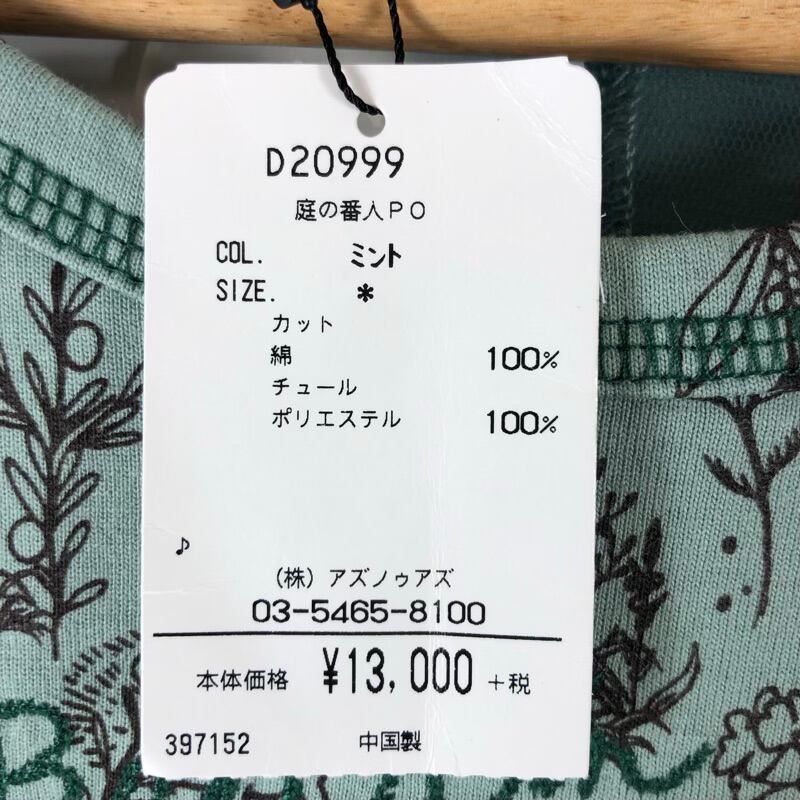 D20999
庭の番人PO
COL. ミント
SIZE. *
カット
綿 100%
チュール
ポリエステル 100%
♪
(株) アズノゥアズ
03-5465-8100
本体価格 ¥13,000 +税
397152 中国製